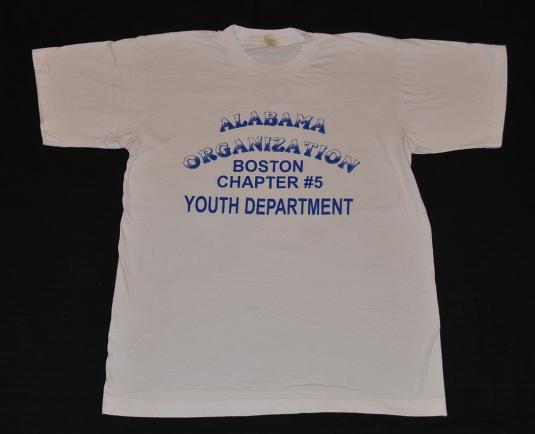 ALABAMA
ORGANIZATION
BOSTON
CHAPTER #5
YOUTH DEPARTMENT